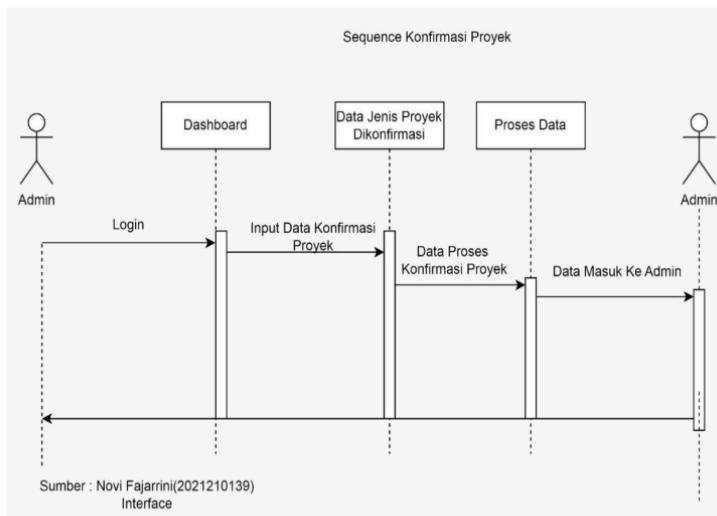 Sequence Konfirmasi Proyek
Dashboard
Data Jenis Proyek
Dikonfirmasi
Proses Data
Admin
Admin
Login
Input Data Konfirmasi
Proyek
Data Proses
Konfirmasi Proyek
Data Masuk Ke Admin
Sumber : Novi Fajarrini(2021210139)
Interface